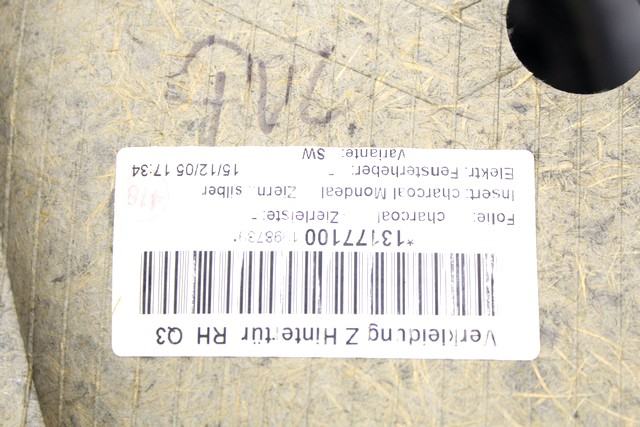 Verkleidung Z Hintertür RH Q3
*13177100
Folie: charcoal Zierleiste: -
Insert: charcoal Mondeal Ziern. silber
Elektr. Fensterheber: - 15/12/05 17:34
Variante: SW
418